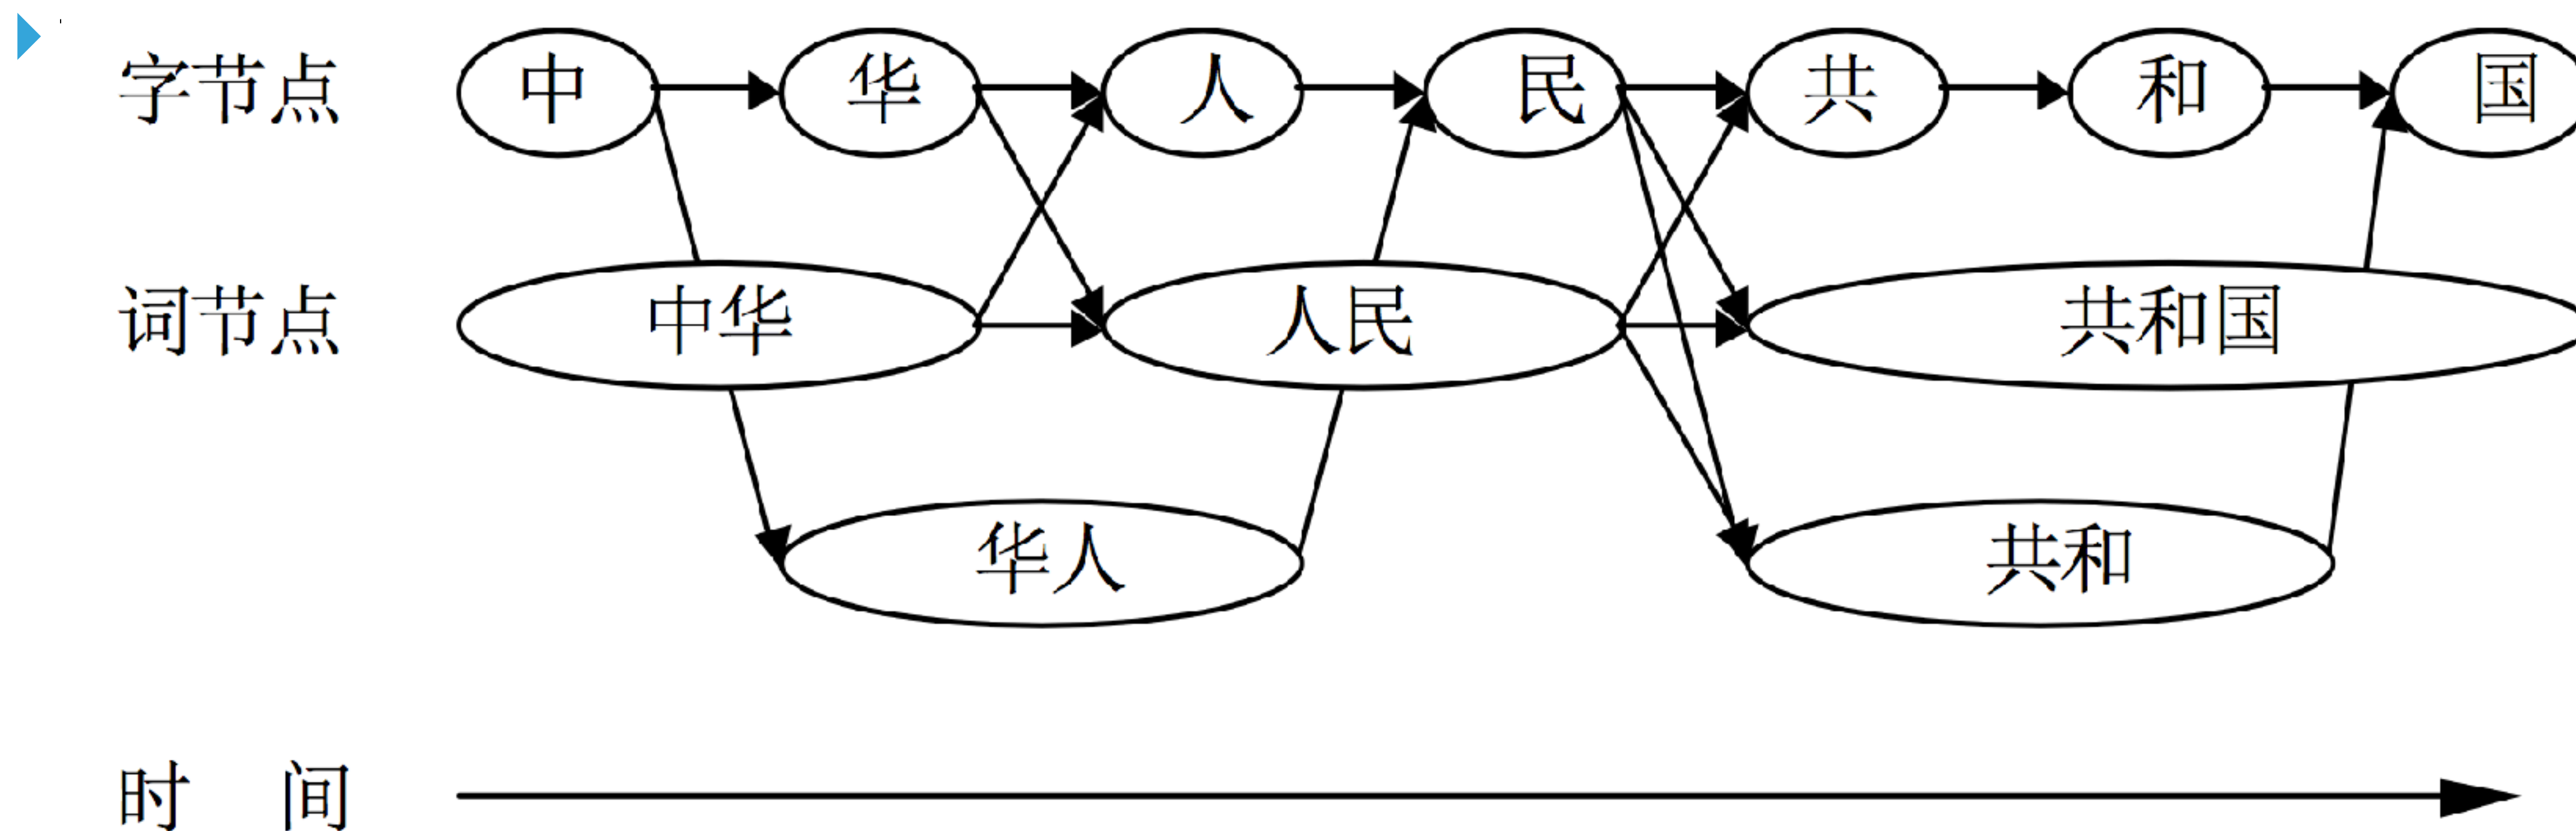 字节点 中 华 人 民 共 和 国
词节点 中华 人民 共和国
华人 共和
时 间